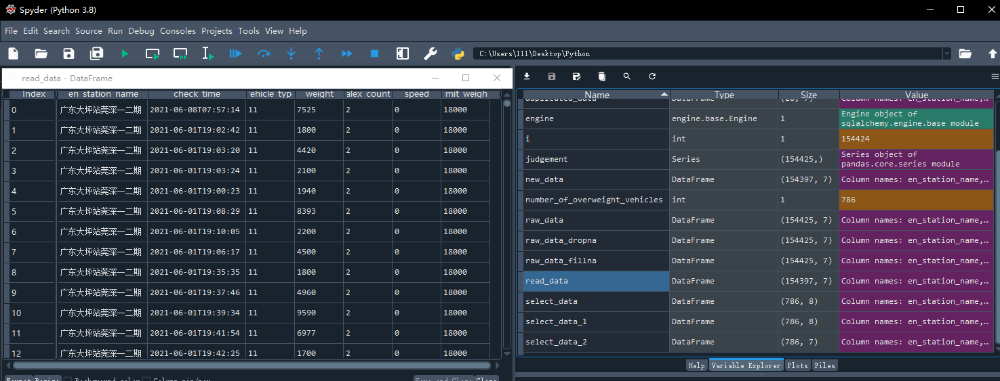 Spyder (Python 3.8)
File Edit Search Source Run Debug Consoles Projects Tools View Help
C:\Users\111\Desktop\Python
read_data - DataFrame
Index en_station_name check_time ehicle_type weight alex_count speed mit_weigh
0 广东大坪站莞深一二期 2021-06-08T07:57:14 11 7525 2 0 18000
1 广东大坪站莞深一二期 2021-06-01T19:02:42 11 1800 2 0 18000
2 广东大坪站莞深一二期 2021-06-01T19:03:20 11 4420 2 0 18000
3 广东大坪站莞深一二期 2021-06-01T19:03:24 11 2100 2 0 18000
4 广东大坪站莞深一二期 2021-06-01T19:00:23 11 1940 2 0 18000
5 广东大坪站莞深一二期 2021-06-01T19:08:29 11 8393 2 0 18000
6 广东大坪站莞深一二期 2021-06-01T19:10:05 11 2200 2 0 18000
7 广东大坪站莞深一二期 2021-06-01T19:06:17 11 4500 2 0 18000
8 广东大坪站莞深一二期 2021-06-01T19:35:35 11 1800 2 0 18000
9 广东大坪站莞深一二期 2021-06-01T19:37:46 11 4960 2 0 18000
10 广东大坪站莞深一二期 2021-06-01T19:39:34 11 9590 2 0 18000
11 广东大坪站莞深一二期 2021-06-01T19:41:54 11 6977 2 0 18000
12 广东大坪站莞深一二期 2021-06-01T19:42:25 11 1700 2 0 18000
Name Type Size Value
engine engine.base.Engine 1 Engine object of
sqlalchemy.engine.base module
i int 1 154424
judgement Series (154425,) Series object of
pandas.core.series module
new_data DataFrame (154397, 7) Column names: en_station_name,…
number_of_overweight_vehicles int 1 786
raw_data DataFrame (154425, 7) Column names: en_station_name,…
raw_data_dropna DataFrame (154425, 7) Column names: en_station_name,…
raw_data_fillna DataFrame (154425, 7) Column names: en_station_name,…
read_data DataFrame (154397, 7) Column names: en_station_name,…
select_data DataFrame (786, 8) Column names: en_station_name,…
select_data_1 DataFrame (786, 8) Column names: en_station_name,…
select_data_2 DataFrame (786, 7) Column names: en_station_name,…
Help Variable Explorer Plots Files